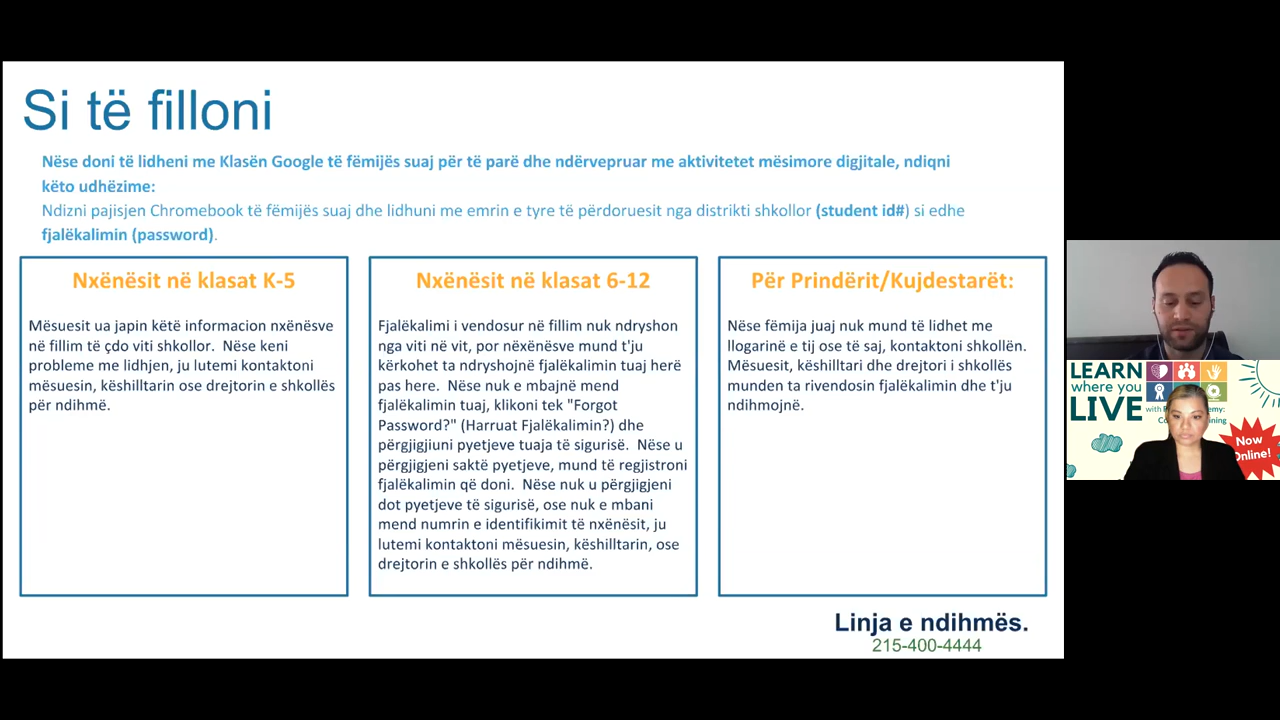 Si të filloni
Nëse doni të lidheni me Klasën Google të fëmijës suaj për të parë dhe ndërvepruar me aktivitetet mësimore digjitale, ndiqni
këto udhëzime:
Ndizni pajisjen Chromebook të fëmijës suaj dhe lidhuni me emrin e tyre të përdoruesit nga distrikti shkollor (student id#) si edhe
fjalëkalimin (password).
Nxënësit në klasat K-5
Mësuesit ua japin këtë informacion nxënësve
në fillim të çdo viti shkollor. Nëse keni
probleme me lidhjen, ju lutemi kontaktoni
mësuesin, këshilltarin ose drejtorin e shkollës
për ndihmë.
Nxënësit në klasat 6-12
Fjalëkalimi i vendosur në fillim nuk ndryshon
nga viti në vit, por nëxënësve mund t'ju
kërkohet ta ndryshojnë fjalëkalimin tuaj herë
pas here. Nëse nuk e mbajnë mend
fjalëkalimin tuaj, klikoni tek "Forgot
Password?" (Harruat Fjalëkalimin?) dhe
përgjigjiuni pyetjeve tuaja të sigurisë. Nëse u
përgjigjeni saktë pyetjeve, mund të regjistroni
fjalëkalimin që doni. Nëse nuk u përgjigjeni
dot pyetjeve të sigurisë, ose nuk e mbani
mend numrin e identifikimit të nxënësit, ju
lutemi kontaktoni mësuesin, këshilltarin, ose
drejtorin e shkollës për ndihmë.
Për Prindërit/Kujdestarët:
Nëse fëmija juaj nuk mund të lidhet me
llogarinë e tij ose të saj, kontaktoni shkollën.
Mësuesit, këshilltari dhe drejtori i shkollës
munden ta rivendosin fjalëkalimin dhe t'ju
ndihmojnë.
Linja e ndihmës.
215-400-4444
LEARN
where you
LIVE
with
Now
Online!